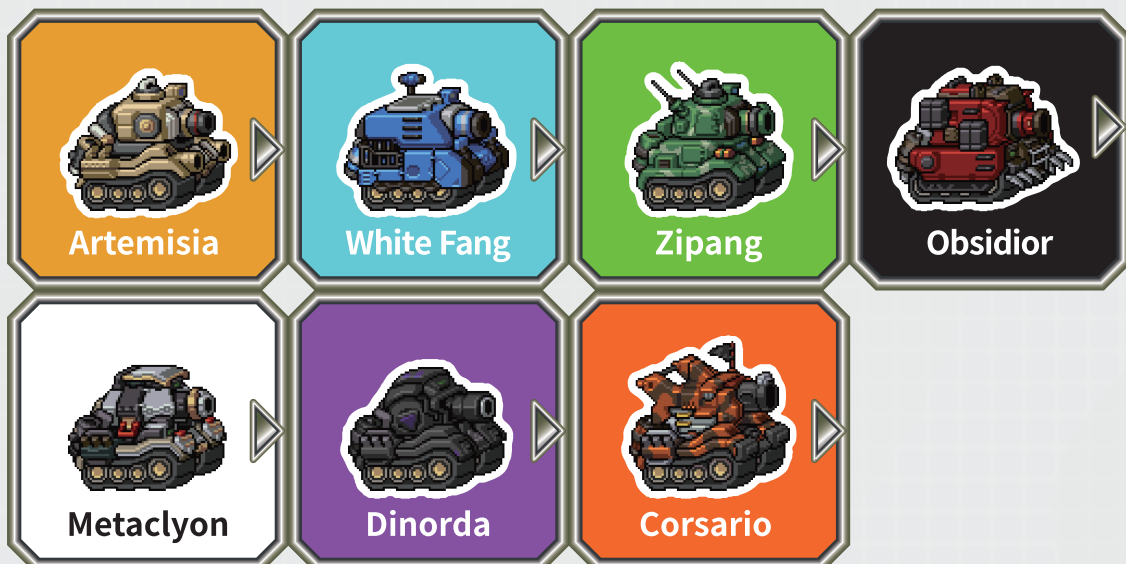 Artemisia
White Fang
Zipang
Obsidior
Metaclyon
Dinorda
Corsario